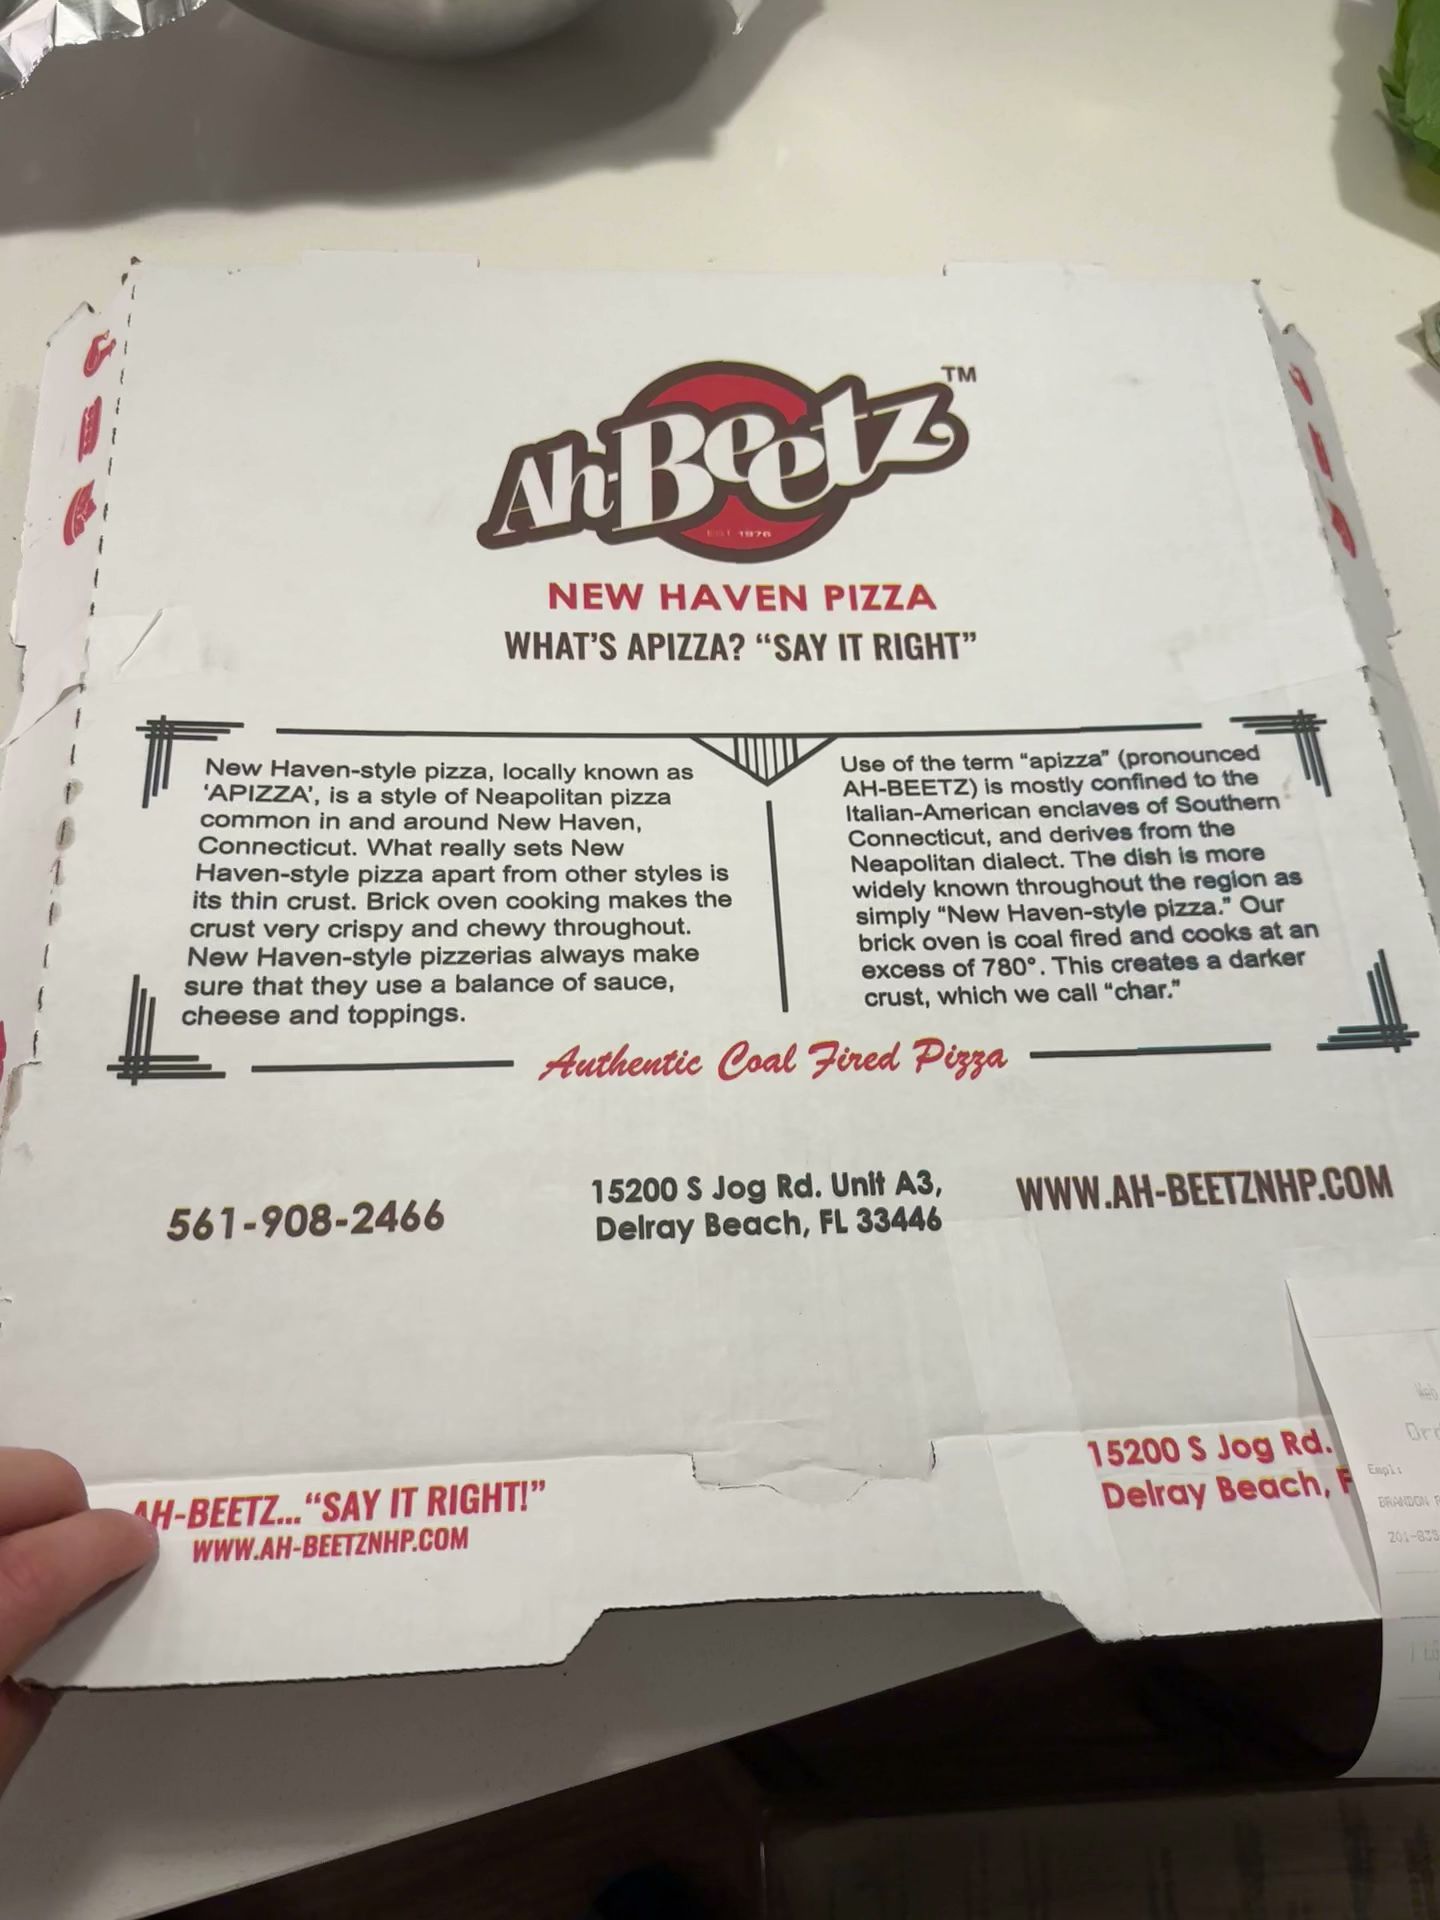 Ah-Beetz TM
EST 1976
NEW HAVEN PIZZA
WHAT'S APIZZA? “SAY IT RIGHT”
New Haven-style pizza, locally known as
‘APIZZA’, is a style of Neapolitan pizza
common in and around New Haven,
Connecticut. What really sets New
Haven-style pizza apart from other styles is
its thin crust. Brick oven cooking makes the
crust very crispy and chewy throughout.
New Haven-style pizzerias always make
sure that they use a balance of sauce,
cheese and toppings.
Use of the term “apizza” (pronounced
AH-BEETZ) is mostly confined to the
Italian-American enclaves of Southern
Connecticut, and derives from the
Neapolitan dialect. The dish is more
widely known throughout the region as
simply “New Haven-style pizza.” Our
brick oven is coal fired and cooks at an
excess of 780°. This creates a darker
crust, which we call “char.”
Authentic Coal Fired Pizza
561-908-2466
15200 S Jog Rd. Unit A3,
Delray Beach, FL 33446
WWW.AH-BEETZNHP.COM
AH-BEETZ...“SAY IT RIGHT!”
WWW.AH-BEETZNHP.COM
15200 S Jog Rd.
Delray Beach, F
Web
Empl:
BRANDON